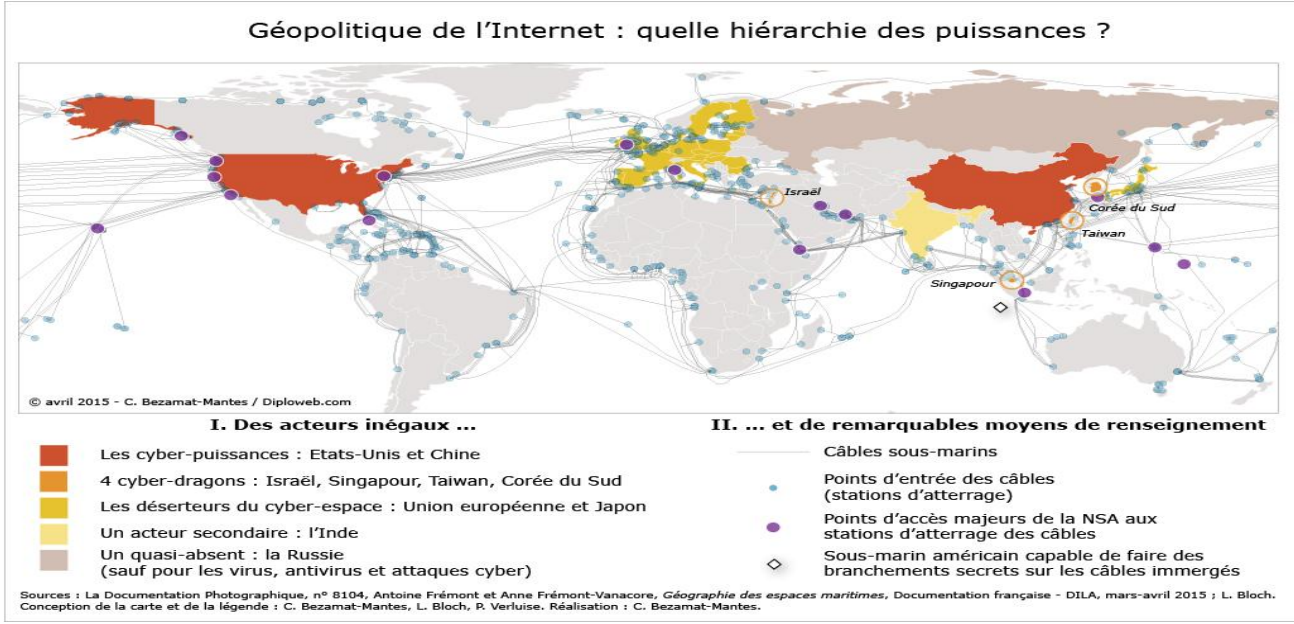 Géopolitique de l’Internet : quelle hiérarchie des puissances ?
Israël
Corée du Sud
Taiwan
Singapour
© avril 2015 - C. Bezamat-Mantes / Diploweb.com
I. Des acteurs inégaux ...
Les cyber-puissances : Etats-Unis et Chine
4 cyber-dragons : Israël, Singapour, Taiwan, Corée du Sud
Les déserteurs du cyber-espace : Union européenne et Japon
Un acteur secondaire : l’Inde
Un quasi-absent : la Russie
(sauf pour les virus, antivirus et attaques cyber)
II. ... et de remarquables moyens de renseignement
Câbles sous-marins
Points d’entrée des câbles
(stations d’atterrage)
Points d’accès majeurs de la NSA aux
stations d’atterrage des câbles
Sous-marin américain capable de faire des
branchements secrets sur les câbles immergés
Sources : La Documentation Photographique, n° 8104, Antoine Frémont et Anne Frémont-Vanacore, Géographie des espaces maritimes, Documentation française - DILA, mars-avril 2015 ; L. Bloch.
Conception de la carte et de la légende : C. Bezamat-Mantes, L. Bloch, P. Verluise. Réalisation : C. Bezamat-Mantes.